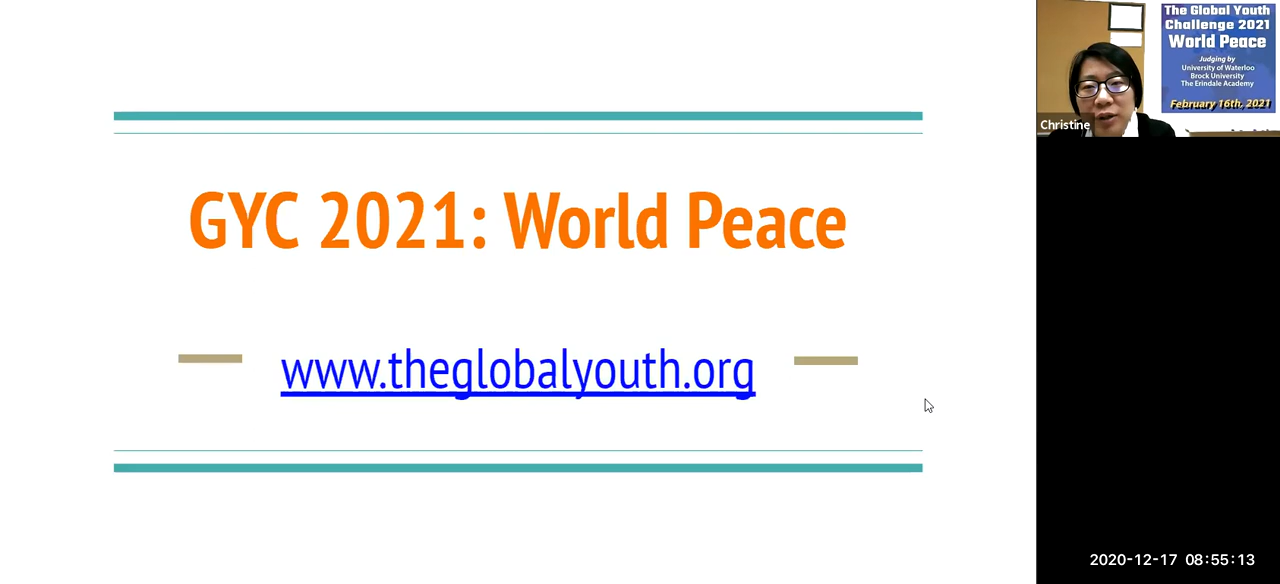 GYC 2021: World Peace
www.theglobalyouth.org
The Global Youth
Challenge 2021
World Peace
Judging by
University of Waterloo
Brock University
The Erindale Academy
February 16th, 2021
Christine
2020-12-17 08:55:13